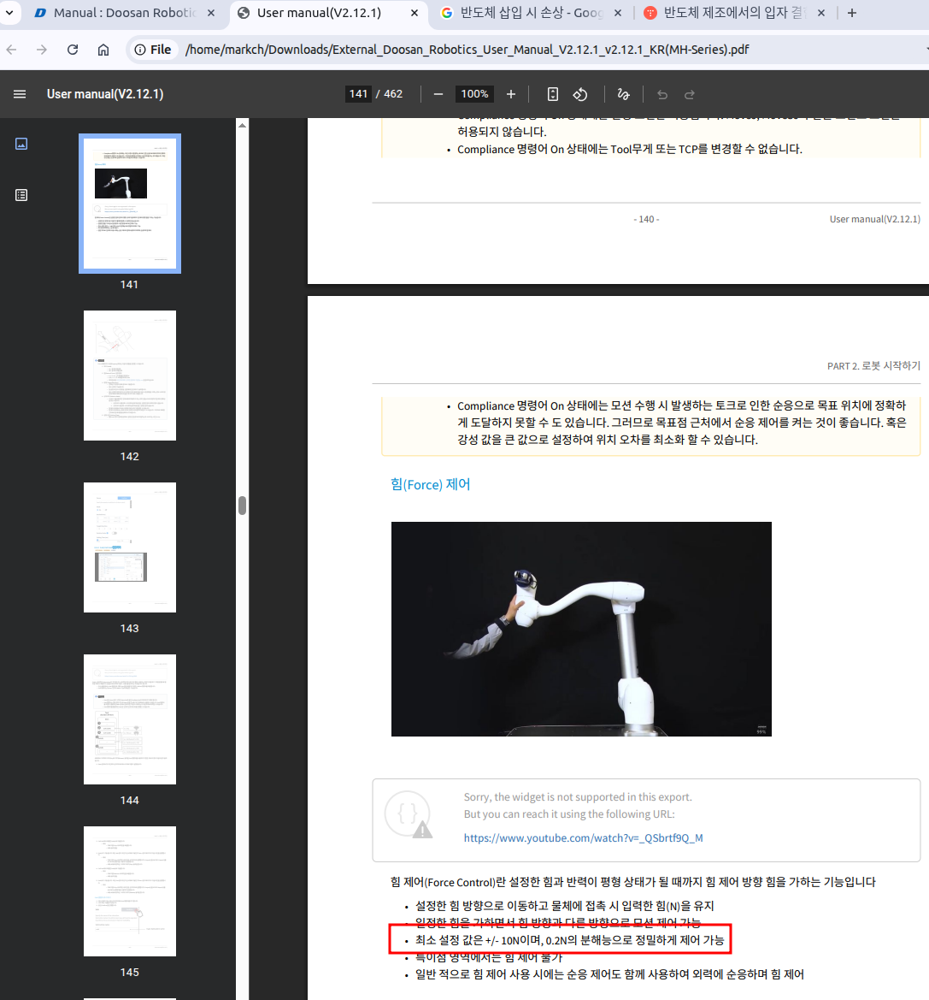 Manual : Doosan Roboti
User manual(V2.12.1)
반도체 삽입 시 손상 - Goog
반도체 제조에서의 입자 결
File
/home/markch/Downloads/External_Doosan_Robotics_User_Manual_V2.12.1_v2.12.1_KR(MH-Series).pdf
User manual(V2.12.1)
141 / 462
100%
허용되지 않습니다.
• Compliance 명령어 On 상태에는 Tool무게 또는 TCP를 변경할 수 없습니다.
- 140 -
User manual(V2.12.1)
141
142
143
144
145
PART 2. 로봇 시작하기
• Compliance 명령어 On 상태에는 모션 수행 시 발생하는 토크로 인한 순응으로 목표 위치에 정확하
게 도달하지 못할 수 도 있습니다. 그러므로 목표점 근처에서 순응 제어를 켜는 것이 좋습니다. 혹은
강성 값을 큰 값으로 설정하여 위치 오차를 최소화 할 수 있습니다.
힘(Force) 제어
Sorry, the widget is not supported in this export.
But you can reach it using the following URL:
https://www.youtube.com/watch?v=_QSbrtf9Q_M
힘 제어(Force Control)란 설정한 힘과 반력이 평형 상태가 될 때까지 힘 제어 방향 힘을 가하는 기능입니다
• 설정한 힘 방향으로 이동하고 물체에 접촉 시 입력한 힘(N)을 유지
• 일정한 힘을 가하면서 힘 방향과 다른 방향으로 모션 제어 가능
• 최소 설정 값은 +/- 10N이며, 0.2N의 분해능으로 정밀하게 제어 가능
• 특이점 영역에서는 힘 제어 불가
• 일반 적으로 힘 제어 사용 시에는 순응 제어도 함께 사용하여 외력에 순응하며 힘 제어